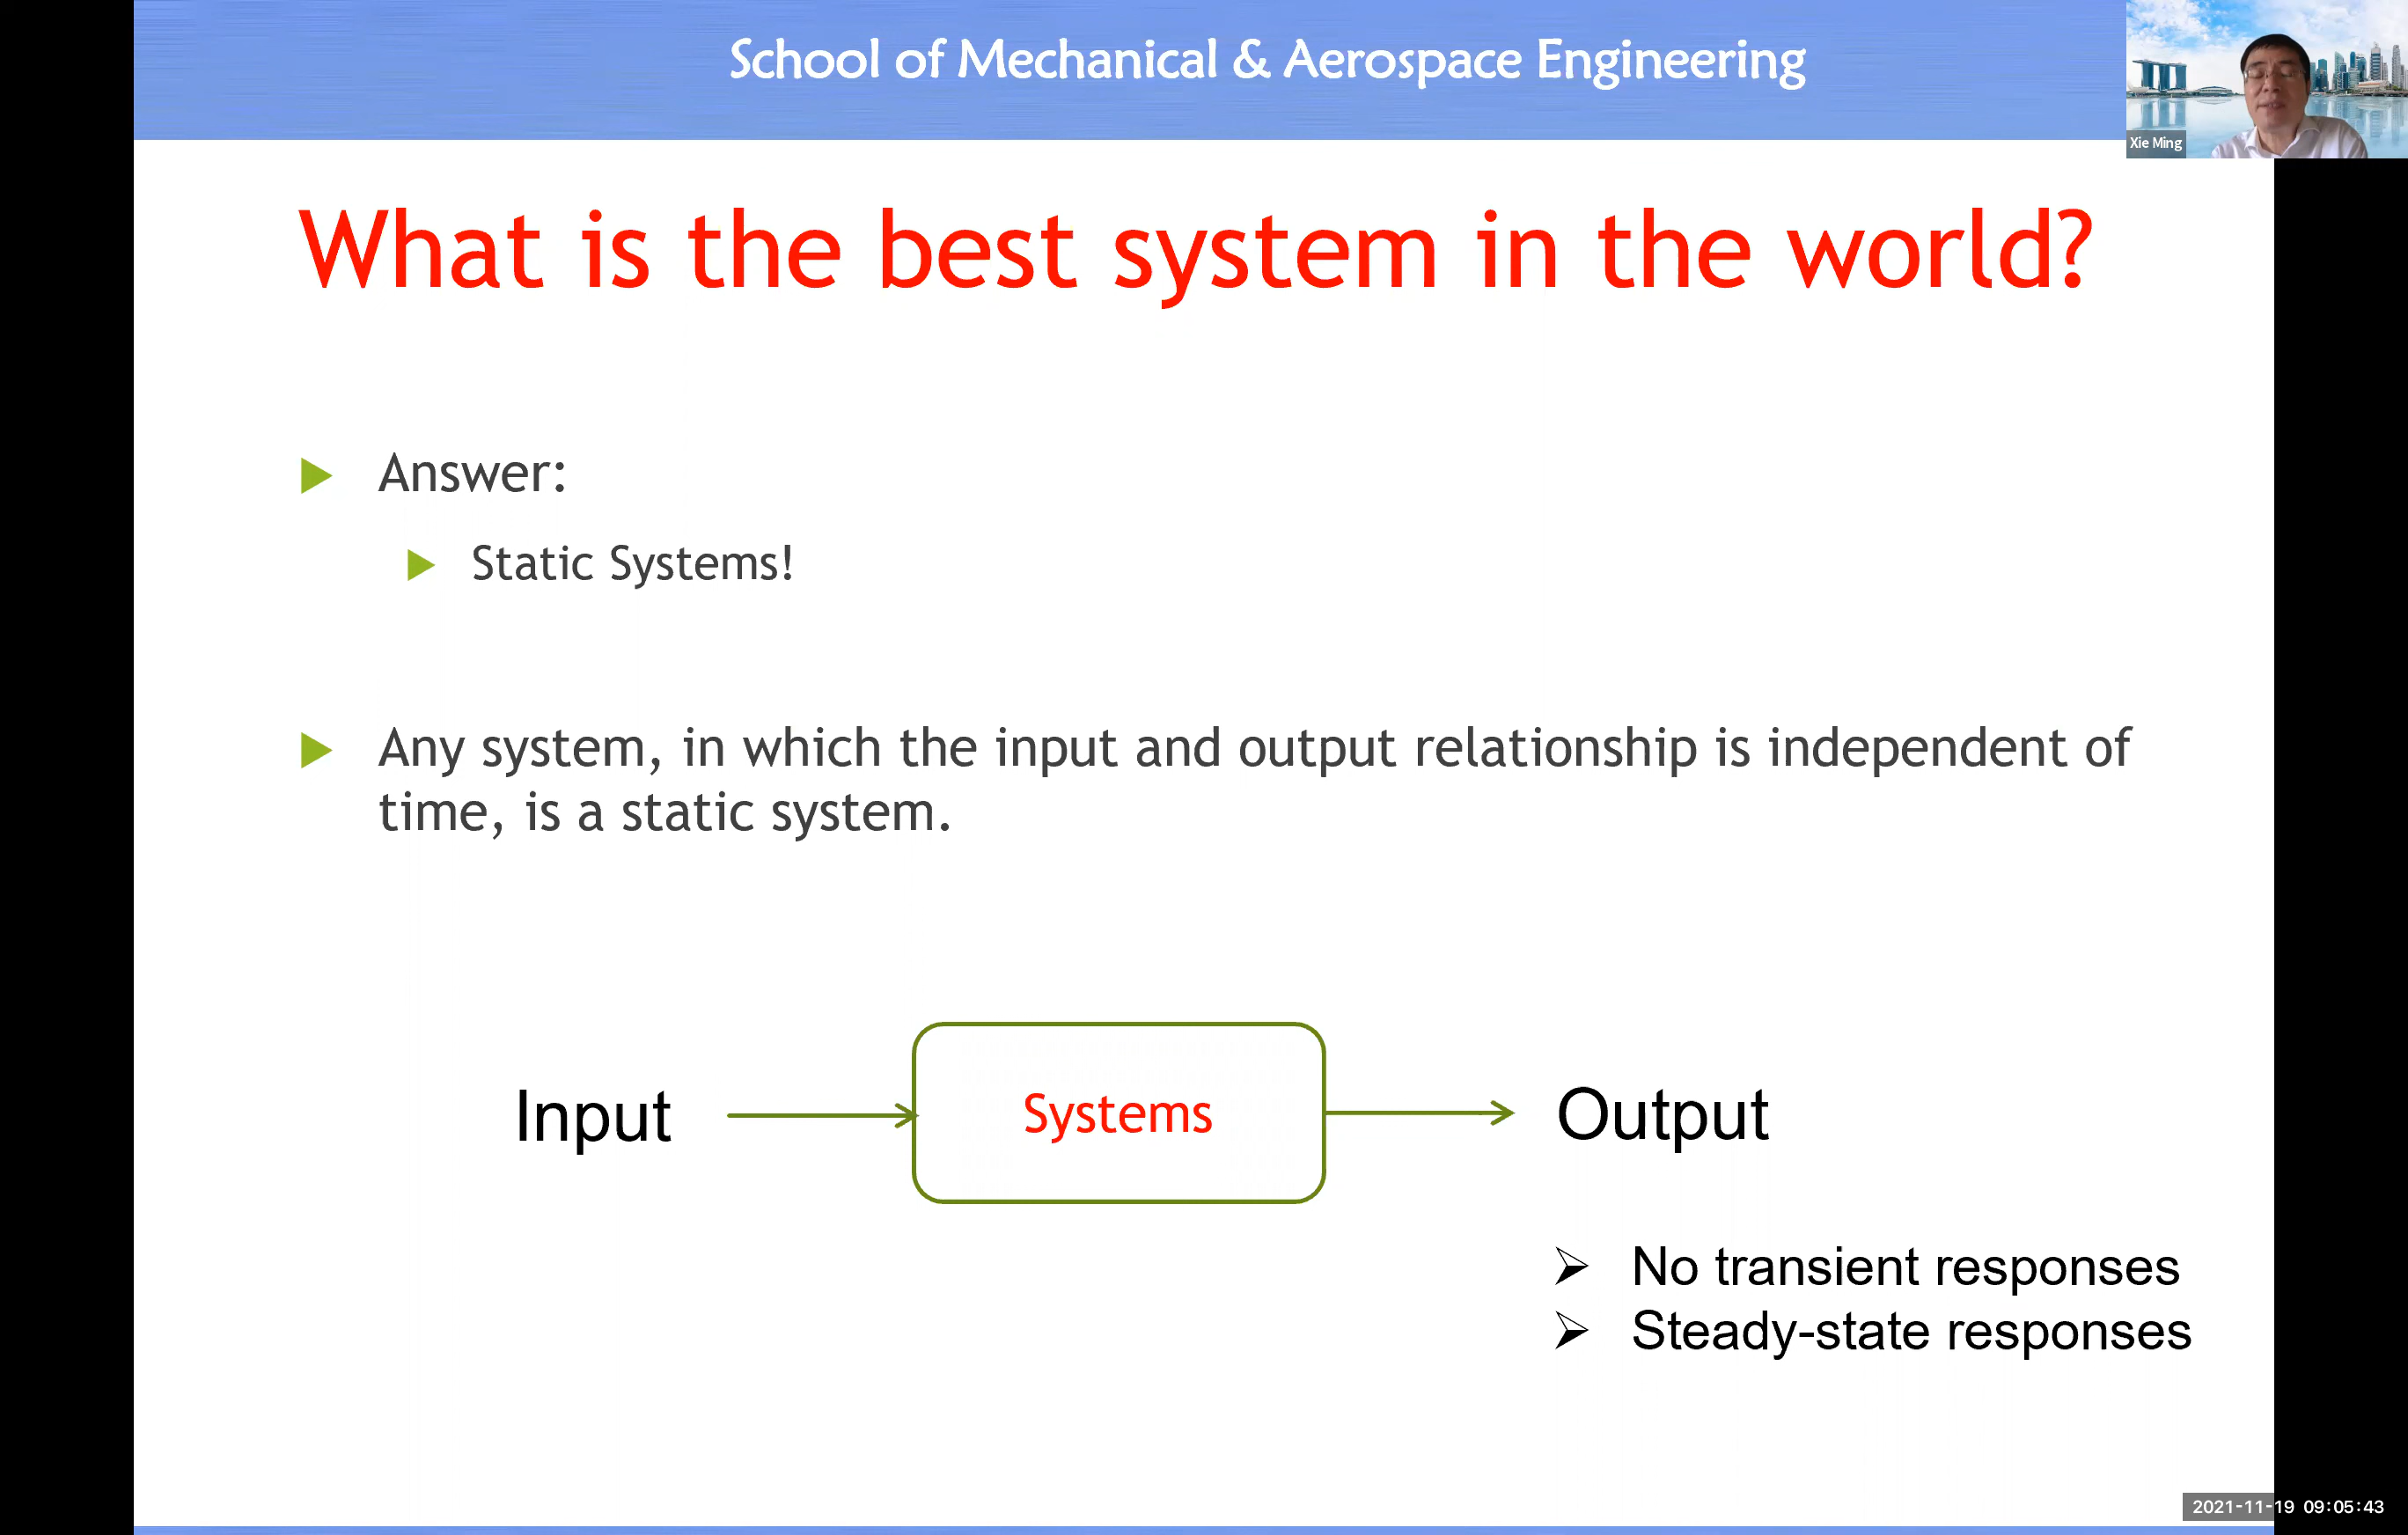 School of Mechanical & Aerospace Engineering
Xie Ming
What is the best system in the world?
Answer:
Static Systems!
Any system, in which the input and output relationship is independent of
time, is a static system.
Input
Systems
Output
No transient responses
Steady-state responses
2021-11-19 09:05:43